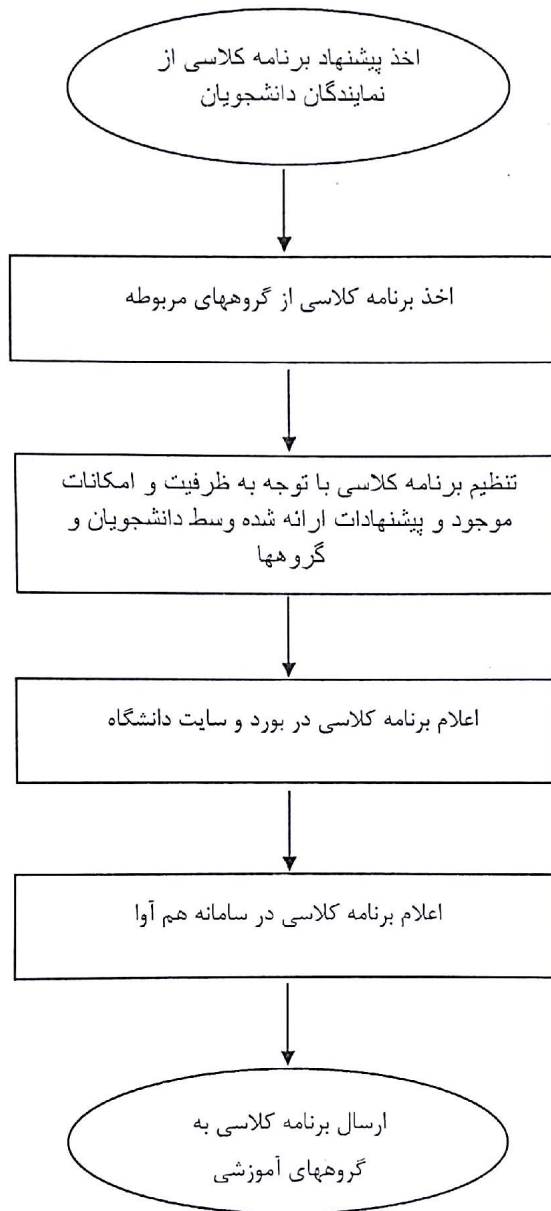 اخذ پیشنهاد برنامه کلاسی از
نمایندگان دانشجویان
اخذ برنامه کلاسی از گروههای مربوطه
تنظیم برنامه کلاسی با توجه به ظرفیت و امکانات
موجود و پیشنهادات ارائه شده وسط دانشجویان و
گروهها
اعلام برنامه کلاسی در بورد و سایت دانشگاه
اعلام برنامه کلاسی در سامانه هم آوا
ارسال برنامه کلاسی به
گروههای آموزشی